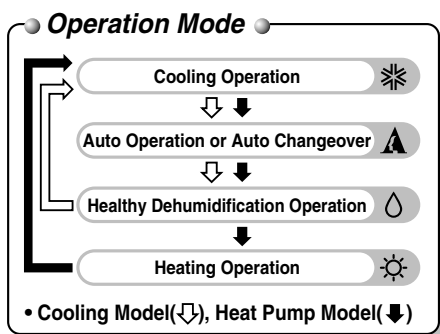 Operation Mode
Cooling Operation
Auto Operation or Auto Changeover
Healthy Dehumidification Operation
Heating Operation
• Cooling Model(⇩), Heat Pump Model(🡇)